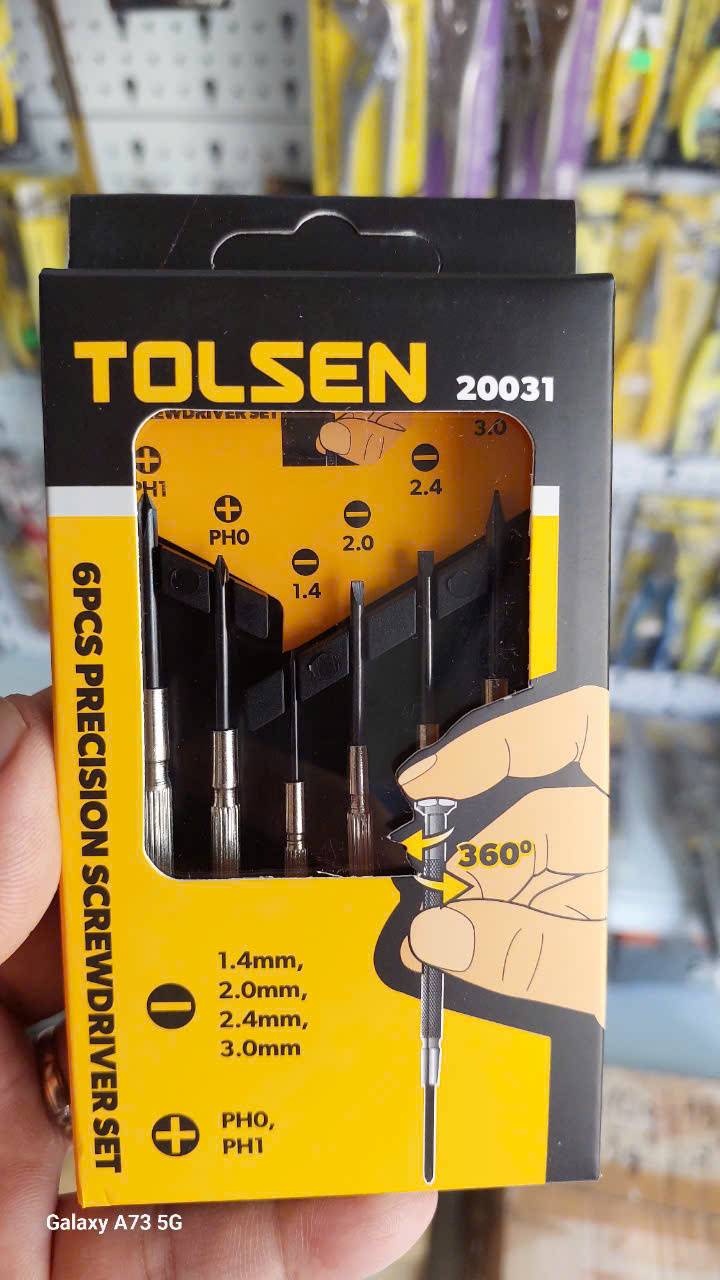 TOLSEN 20031
EWDRIVER SET
3.0
2.4
PH1
PH0
2.0
1.4
360°
6PCS PRECISION SCREWDRIVER SET
1.4mm,
2.0mm,
2.4mm,
3.0mm
PH0,
PH1
Galaxy A73 5G